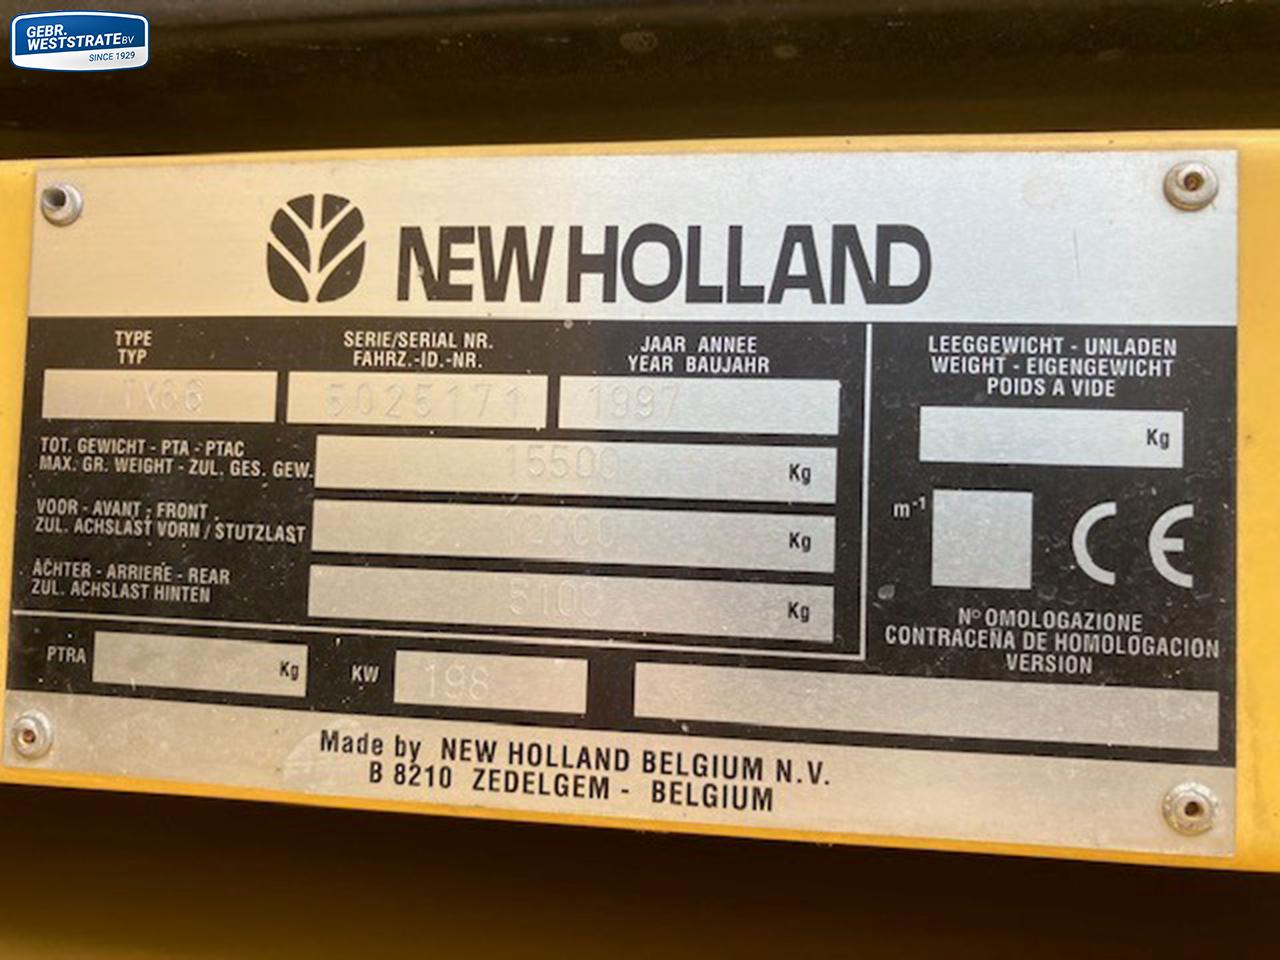 GEBR.
WESTSTRATE BV
SINCE 1929
NEW HOLLAND
TYPE
TYP
TX66
SERIE/SERIAL NR.
FAHRZ.-ID.-NR.
5025171
JAAR ANNEE
YEAR BAUJAHR
1997
TOT. GEWICHT - PTA - PTAC
MAX. GR. WEIGHT - ZUL. GES. GEW.
15500 Kg
VOOR - AVANT - FRONT
ZUL. ACHSLAST VORN / STUTZLAST
12000 Kg
ACHTER - ARRIERE - REAR
ZUL. ACHSLAST HINTEN
5100 Kg
PTRA Kg
KW 198
LEEGGEWICHT - UNLADEN
WEIGHT - EIGENGEWICHT
POIDS A VIDE
Kg
m-1
CE
Nº OMOLOGAZIONE
CONTRACEÑA DE HOMOLOGACION
VERSION
Made by NEW HOLLAND BELGIUM N.V.
B 8210 ZEDELGEM - BELGIUM